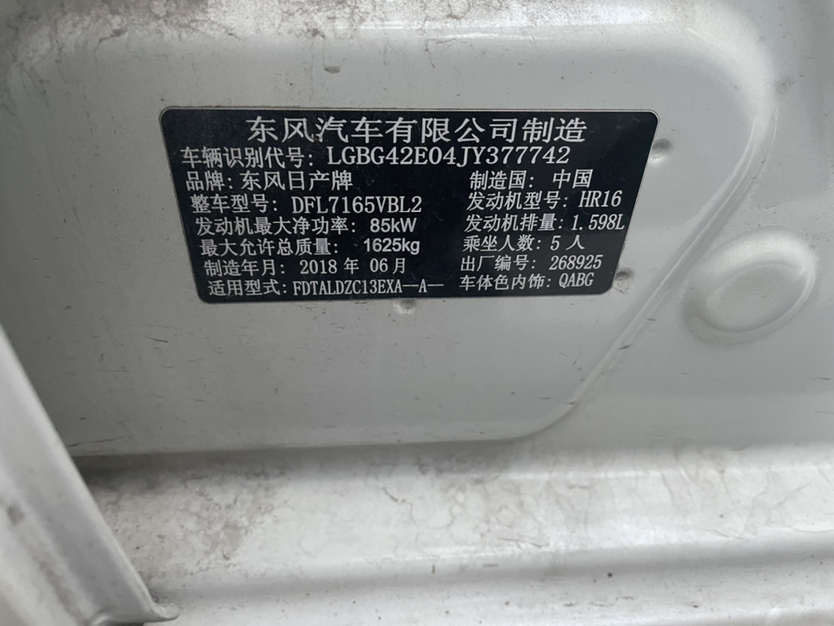 东风汽车有限公司制造
车辆识别代号: LGBG42E04JY377742
品牌: 东风日产牌 制造国: 中国
整车型号: DFL7165VBL2 发动机型号: HR16
发动机最大净功率: 85kW 发动机排量: 1.598L
最大允许总质量: 1625kg 乘坐人数: 5 人
制造年月: 2018 年 06 月 出厂编号: 268925
适用型式: FDTALDZC13EXA--A- 车体色内饰: QABG